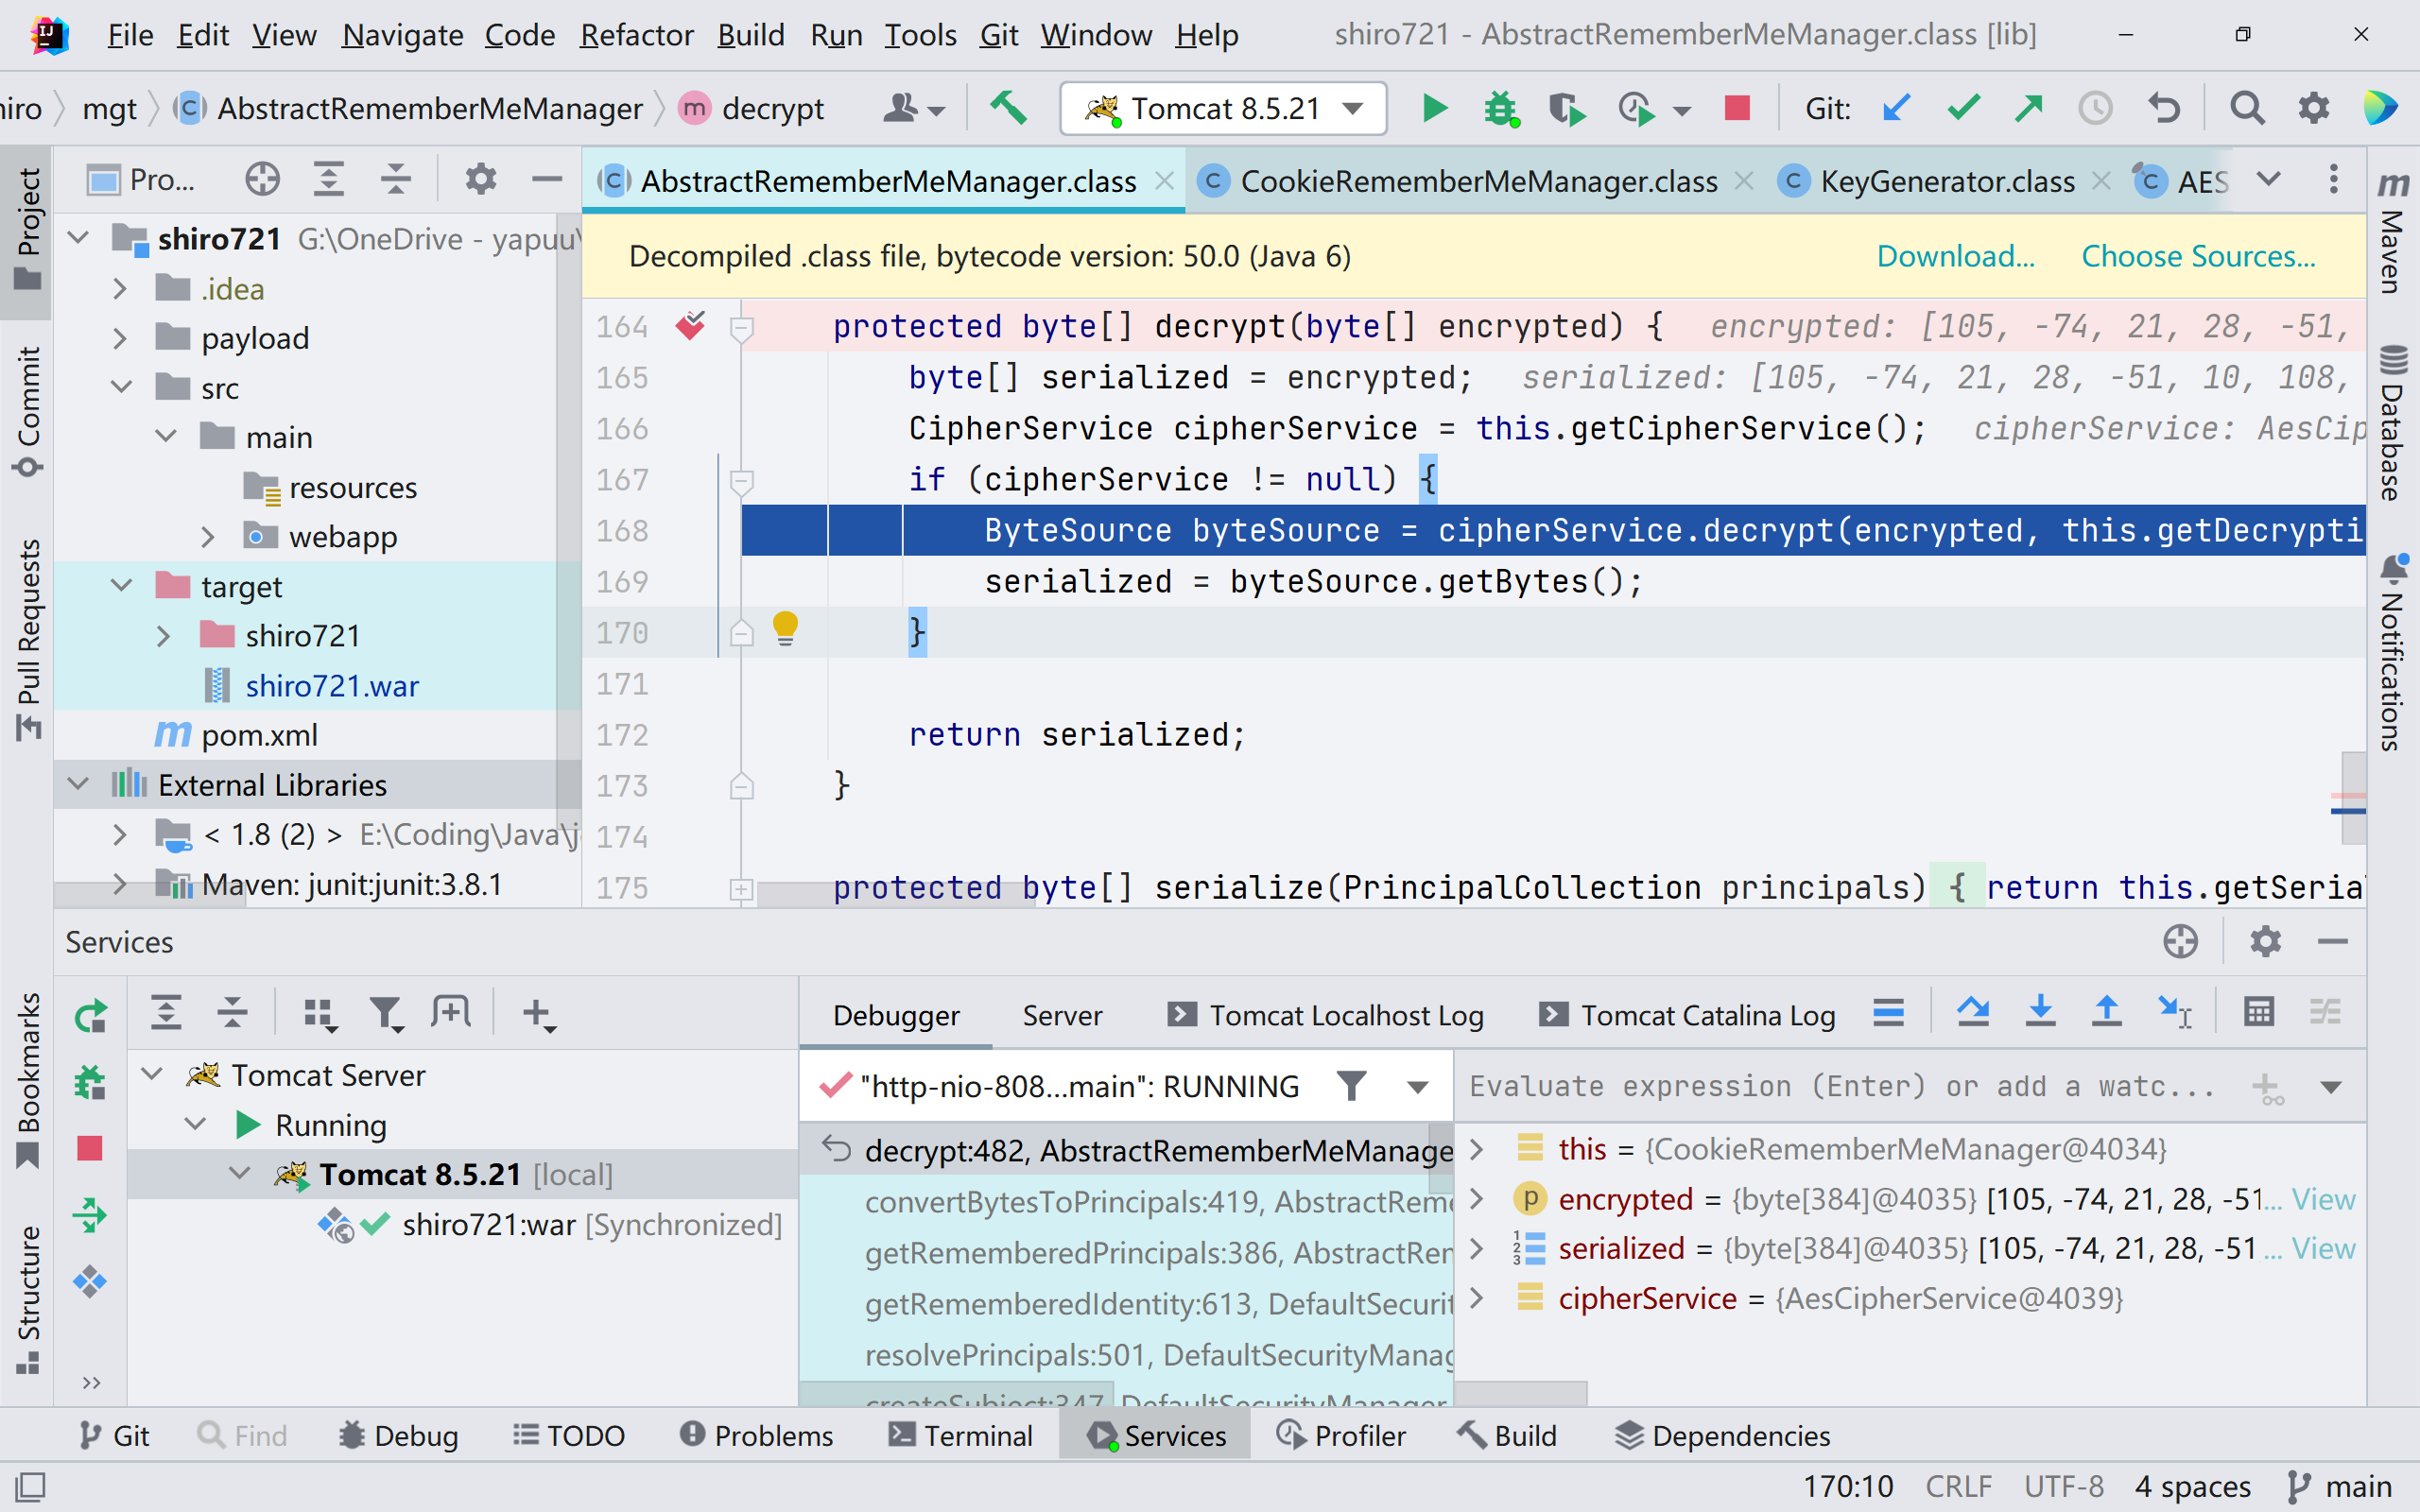 File Edit View Navigate Code Refactor Build Run Tools Git Window Help shiro721 - AbstractRememberMeManager.class [lib]
mgt AbstractRememberMeManager m decrypt Tomcat 8.5.21 Git:
Pro... AbstractRememberMeManager.class CookieRememberMeManager.class KeyGenerator.class AES
Project
Commit
Pull Requests
Bookmarks
Structure
shiro721 G:\OneDrive - yapuu\
.idea
payload
src
main
resources
webapp
target
shiro721
shiro721.war
pom.xml
External Libraries
< 1.8 (2) > E:\Coding\Java\j
Maven: junit:junit:3.8.1
Decompiled .class file, bytecode version: 50.0 (Java 6) Download... Choose Sources...
164 protected byte[] decrypt(byte[] encrypted) { encrypted: [105, -74, 21, 28, -51,
165 byte[] serialized = encrypted; serialized: [105, -74, 21, 28, -51, 10, 108,
166 CipherService cipherService = this.getCipherService(); cipherService: AesCip
167 if (cipherService != null) {
168 ByteSource byteSource = cipherService.decrypt(encrypted, this.getDecrypti
169 serialized = byteSource.getBytes();
170 }
171
172 return serialized;
173 }
174
175 protected byte[] serialize(PrincipalCollection principals) { return this.getSeria
Maven
Database
Notifications
Services
Tomcat Server
Running
Tomcat 8.5.21 [local]
shiro721:war [Synchronized]
Debugger Server Tomcat Localhost Log Tomcat Catalina Log
"http-nio-808...main": RUNNING
decrypt:482, AbstractRememberMeManage
convertBytesToPrincipals:419, AbstractReme
getRememberedPrincipals:386, AbstractRem
getRememberedIdentity:613, DefaultSecurit
resolvePrincipals:501, DefaultSecurityManag
createSubject:347, DefaultSecurityManager
Evaluate expression (Enter) or add a watc...
this = {CookieRememberMeManager@4034}
encrypted = {byte[384]@4035} [105, -74, 21, 28, -51... View
serialized = {byte[384]@4035} [105, -74, 21, 28, -51... View
cipherService = {AesCipherService@4039}
Git Find Debug TODO Problems Terminal Services Profiler Build Dependencies
170:10 CRLF UTF-8 4 spaces main